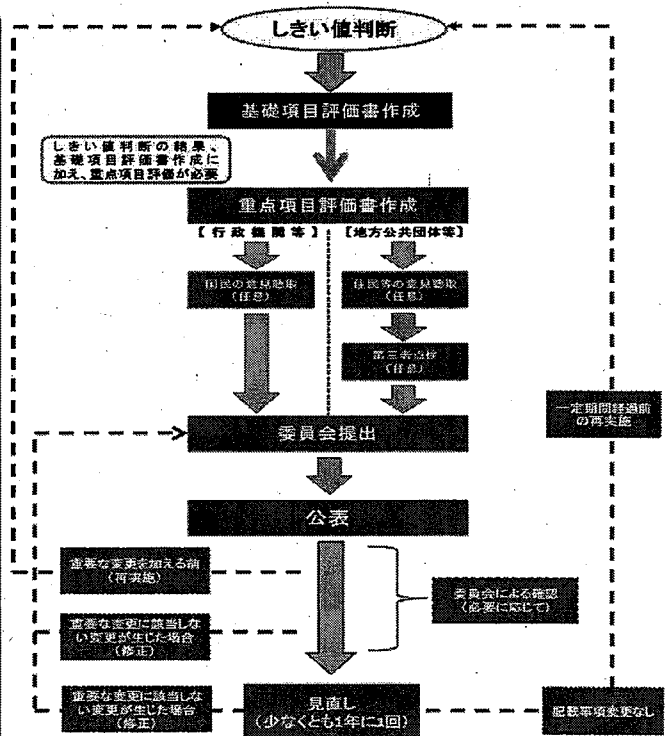 しきい値判断
基礎項目評価書作成
しきい値判断の結果、
基礎項目評価書作成に
加え、重点項目評価が必要
重点項目評価書作成
【行政機関等】
【地方公共団体等】
国民の意見聴取
(任意)
住民等の意見聴取
(任意)
第三者点検
(任意)
一定期間経過前
の再実施
委員会提出
公表
重要な変更を加える前
(再実施)
委員会による確認
(必要に応じて)
重要な変更に該当しな
い変更が生じた場合
(修正)
重要な変更に該当しな
い変更が生じた場合
(修正)
見直し
(少なくとも1年に1回)
記載事項変更なし